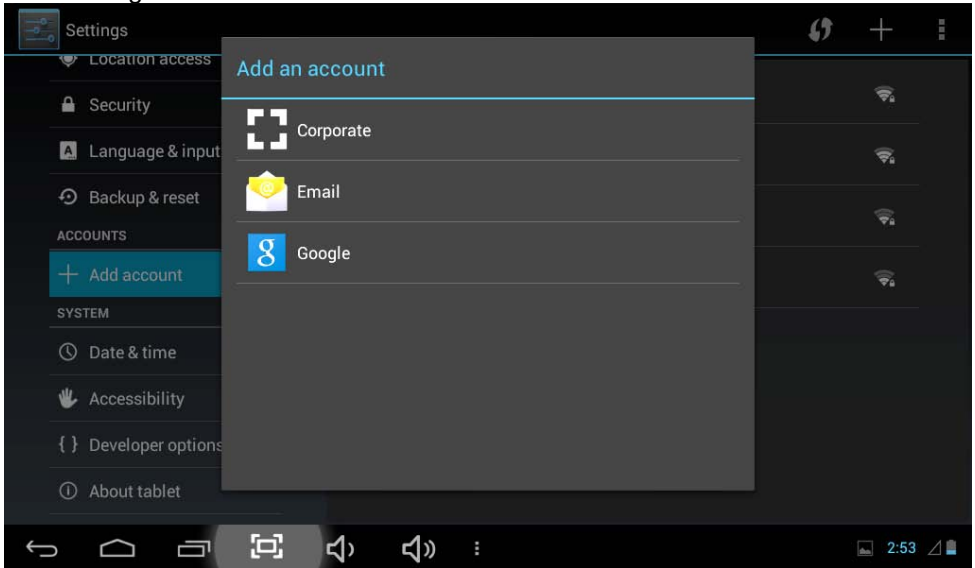 Settings
Location access
Security
Language & input
Backup & reset
ACCOUNTS
Add account
SYSTEM
Date & time
Accessibility
Developer options
About tablet
Add an account
Corporate
Email
Google
2:53